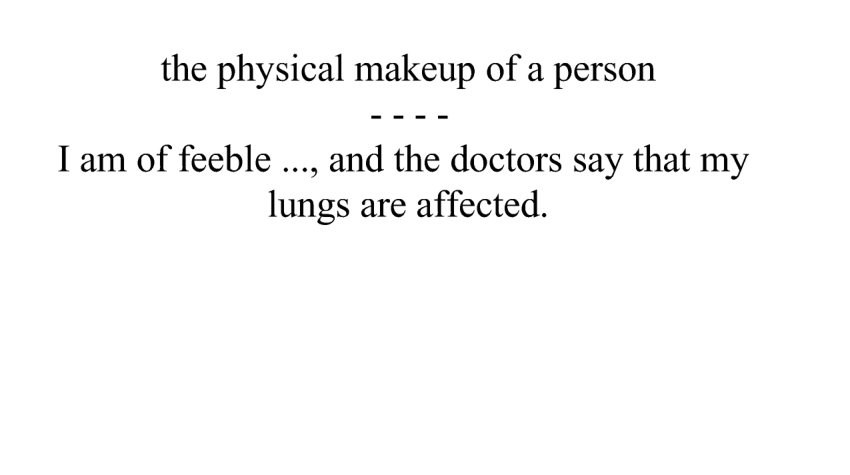 the physical makeup of a person
- - - -
I am of feeble ..., and the doctors say that my
lungs are affected.